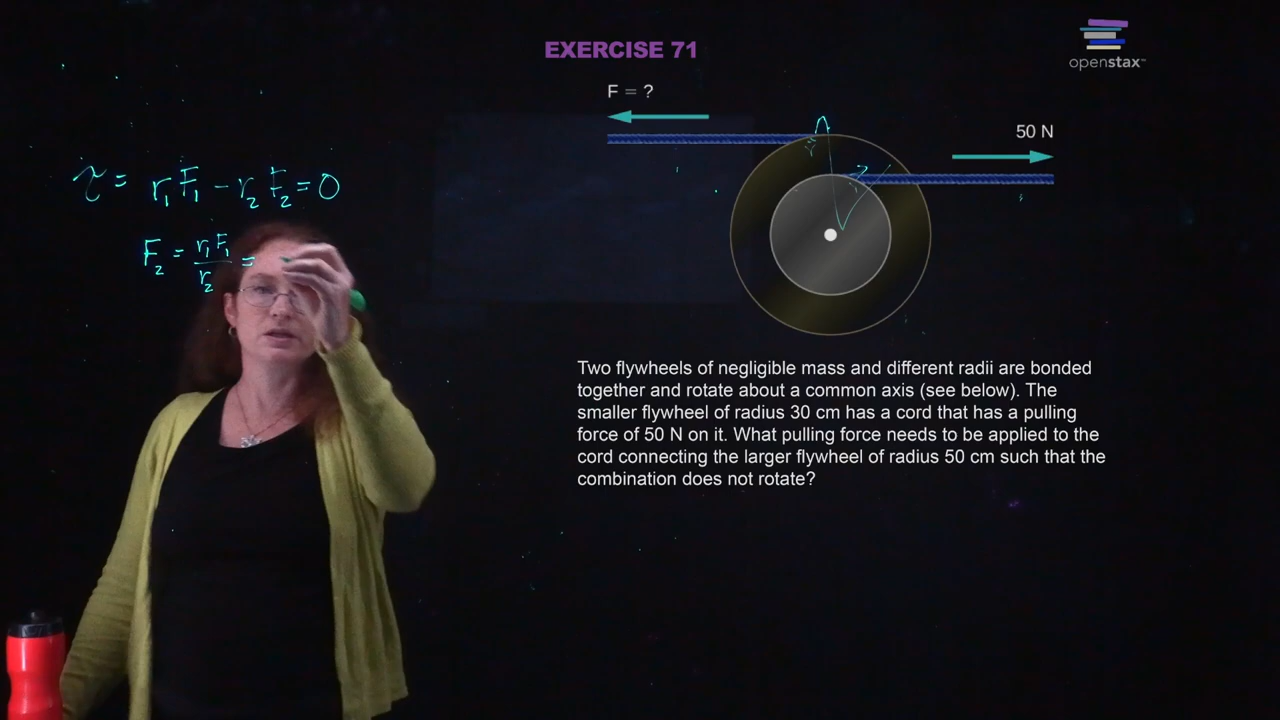 EXERCISE 71
openstax™
F = ?
50 N
τ = r₁F₁ - r₂F₂ = 0
F₂ = r₁F₁/r₂ =
Two flywheels of negligible mass and different radii are bonded
together and rotate about a common axis (see below). The
smaller flywheel of radius 30 cm has a cord that has a pulling
force of 50 N on it. What pulling force needs to be applied to the
cord connecting the larger flywheel of radius 50 cm such that the
combination does not rotate?